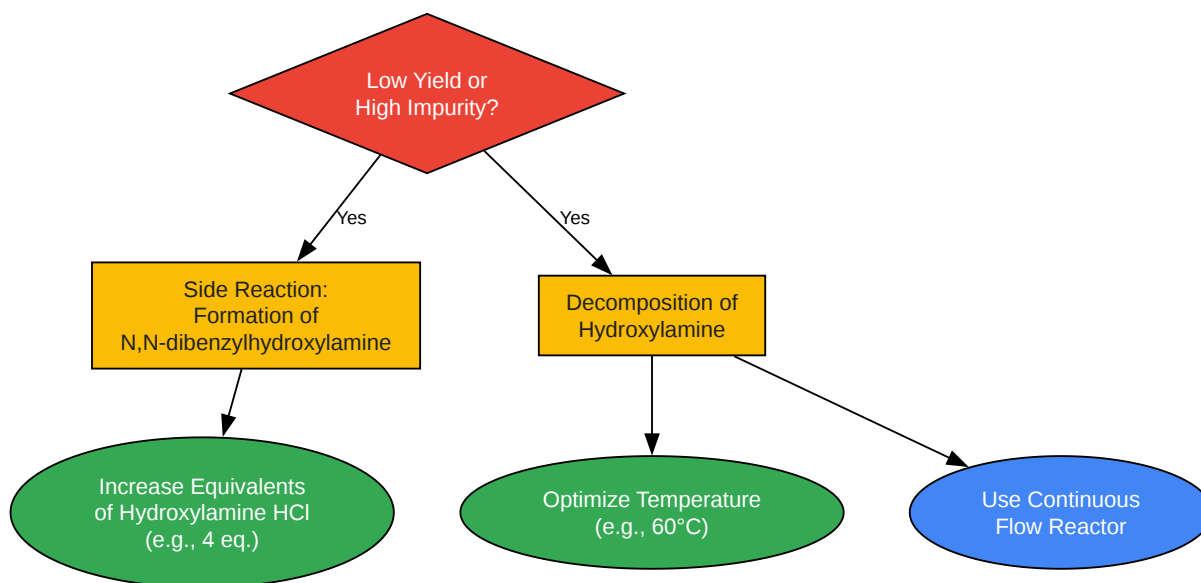 Low Yield or
High Impurity?
Yes
Yes
Side Reaction:
Formation of
N,N-dibenzylhydroxylamine
Decomposition of
Hydroxylamine
Increase Equivalents
of Hydroxylamine HCl
(e.g., 4 eq.)
Optimize Temperature
(e.g., 60°C)
Use Continuous
Flow Reactor